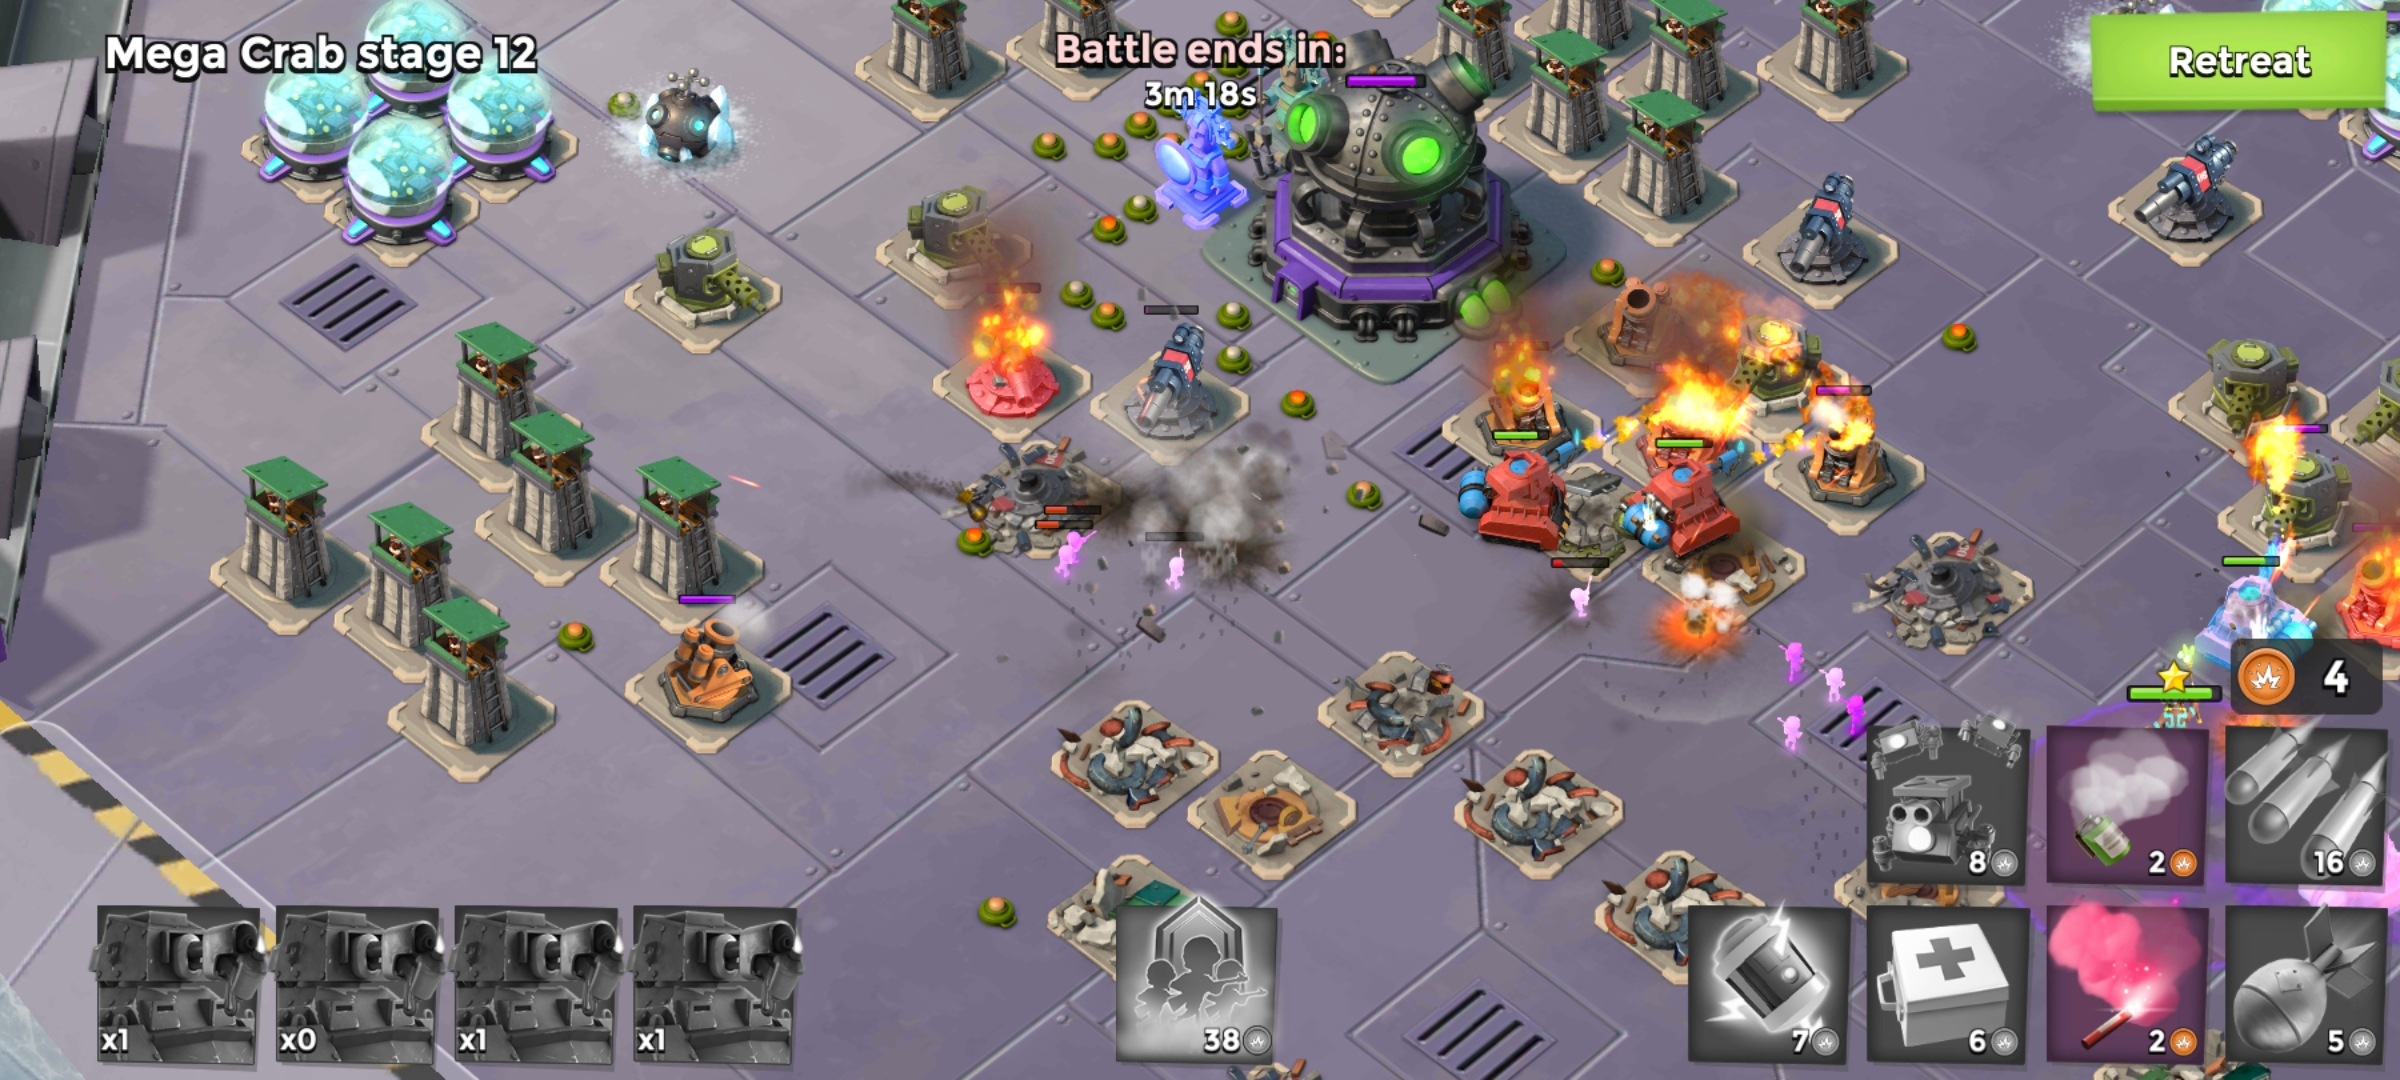 Mega Crab stage 12
Battle ends in:
3m 18s
Retreat
4
8
2
16
x1
x0
x1
x1
38
7
6
2
5